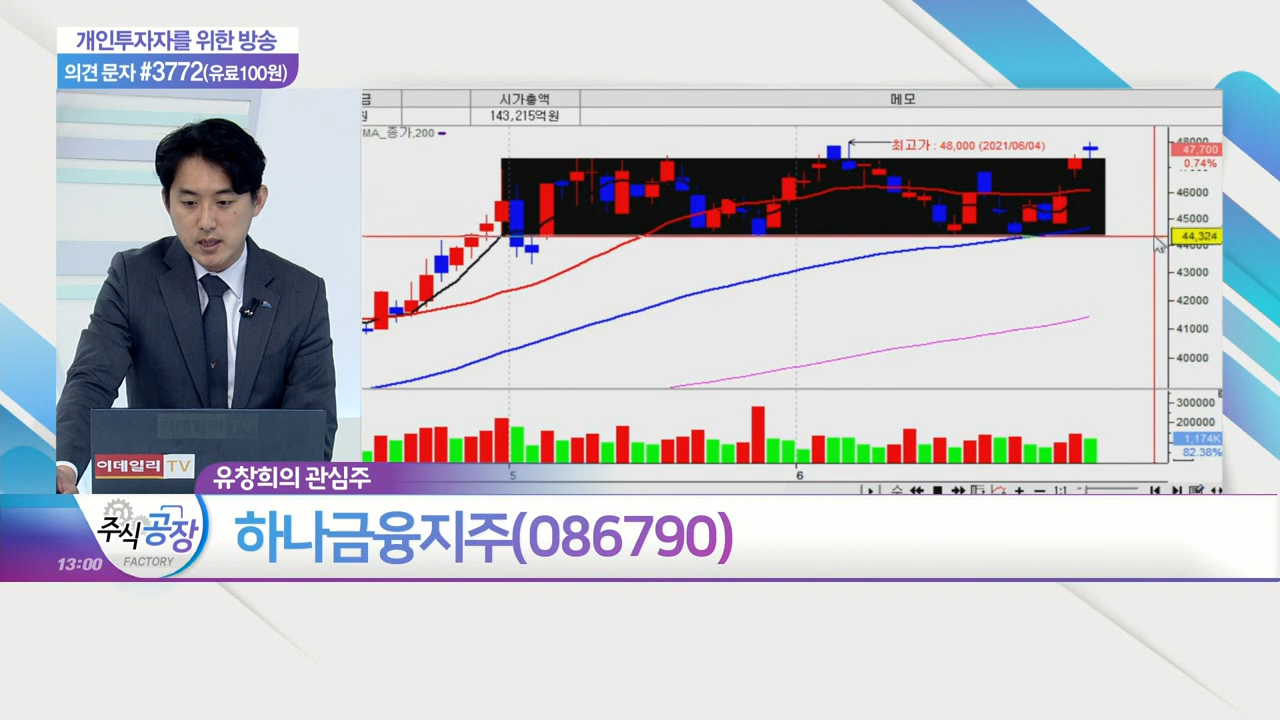 개인투자자를 위한 방송
의견 문자 #3772(유료100원)
시가총액
메모
143,215억원
MA_종가,200
최고가 : 48,000 (2021/06/04)
48000
47,700
0.74%
46000
45000
44,324
43000
42000
41000
40000
300000
200000
1,174K
82.38%
5
6
1:1
이데일리 TV
유창희의 관심주
주식공장
FACTORY
13:00
하나금융지주(086790)